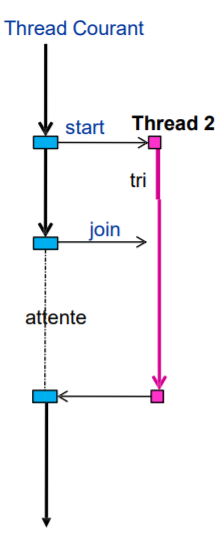 Thread Courant
start
Thread 2
tri
join
attente